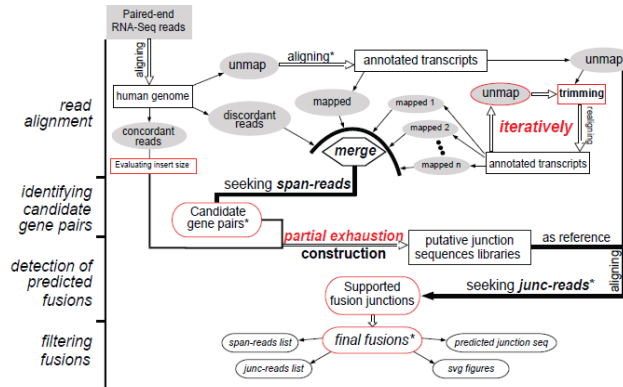 Paired-end
RNA-Seq reads
aligning
unmap
aligning*
annotated transcripts
unmap
human genome
unmap
trimming
read
alignment
discordant
reads
mapped
mapped 1
iteratively
realigning
concordant
reads
mapped 2
merge
Evaluating insert size
mapped n
annotated transcripts
identifying
candidate
gene pairs
seeking span-reads
Candidate
gene pairs*
partial exhaustion
construction
putative junction
sequences libraries
as reference
aligning
detection of
predicted
fusions
Supported
fusion junctions
seeking junc-reads*
filtering
fusions
span-reads list
final fusions*
predicted junction seq
junc-reads list
svg figures